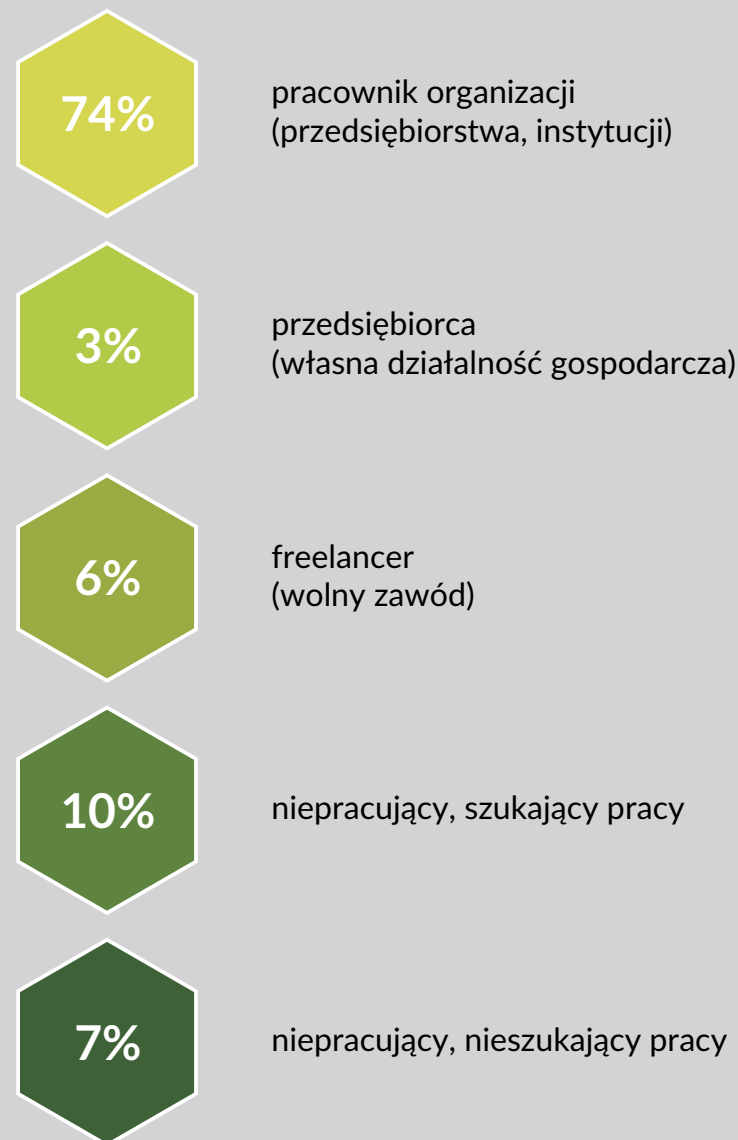 74%
pracownik organizacji
(przedsiębiorstwa, instytucji)
3%
przedsiębiorca
(własna działalność gospodarcza)
6%
freelancer
(wolny zawód)
10%
niepracujący, szukający pracy
7%
niepracujący, nieszukający pracy